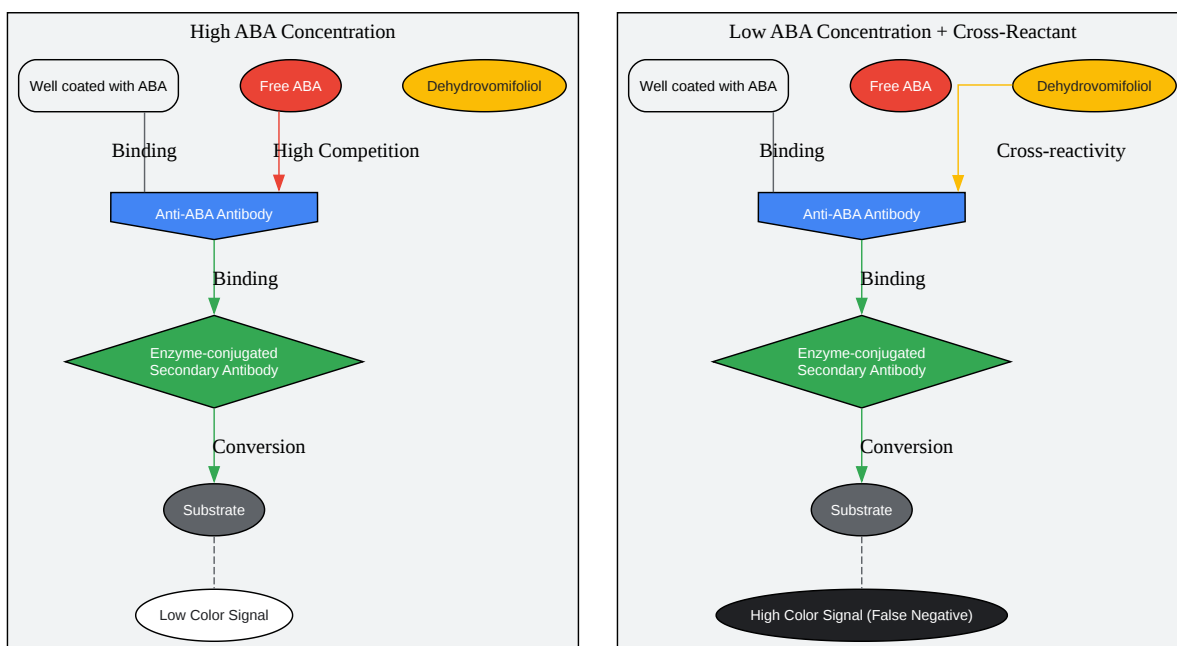 High ABA Concentration
Well coated with ABA
Free ABA
Dehydrovomifoliol
Binding
High Competition
Anti-ABA Antibody
Binding
Enzyme-conjugated
Secondary Antibody
Conversion
Substrate
Low Color Signal
Low ABA Concentration + Cross-Reactant
Well coated with ABA
Free ABA
Dehydrovomifoliol
Binding
Cross-reactivity
Anti-ABA Antibody
Binding
Enzyme-conjugated
Secondary Antibody
Conversion
Substrate
High Color Signal (False Negative)